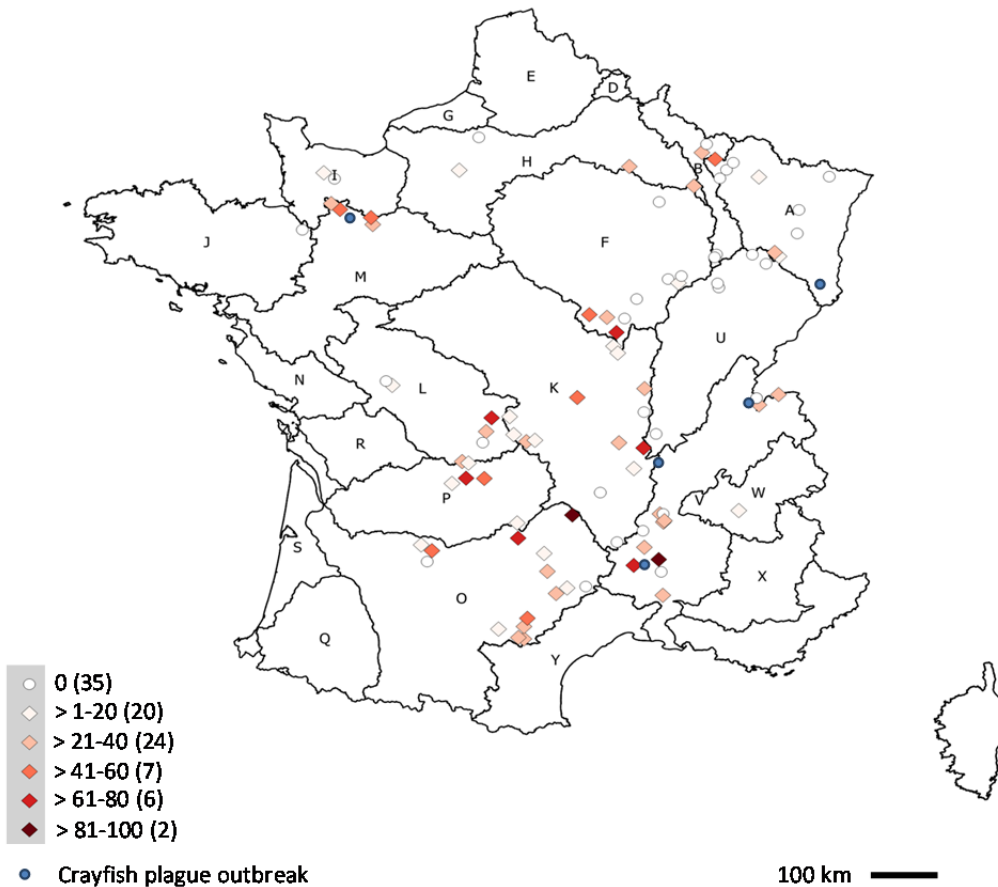 E
D
G
H
B
I
A
J
F
M
U
N
L
K
R
P
V
W
S
X
O
Q
Y
0 (35)
> 1-20 (20)
> 21-40 (24)
> 41-60 (7)
> 61-80 (6)
> 81-100 (2)
Crayfish plague outbreak
100 km